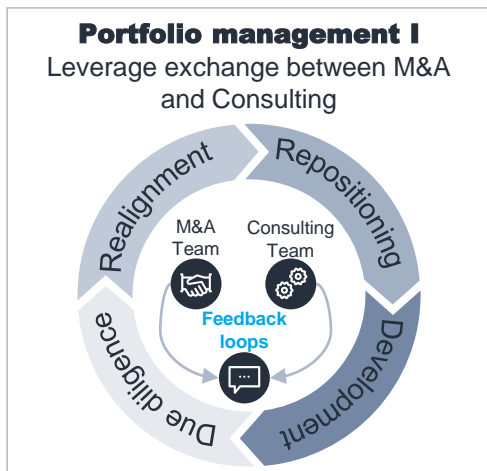 Portfolio management I
Leverage exchange between M&A
and Consulting
Realignment
Repositioning
M&A
Team
Consulting
Team
Feedback
loops
Due diligence
Development